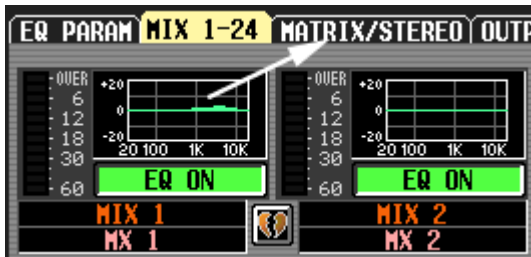 EQ PARAM MIX 1-24 MATRIX/STEREO OUTP
OVER 6 12 18 30 60
+20 0 -20
20 100 1K 10K
EQ ON
MIX 1
MX 1
OVER 6 12 18 30 60
+20 0 -20
20 100 1K 10K
EQ ON
MIX 2
MX 2